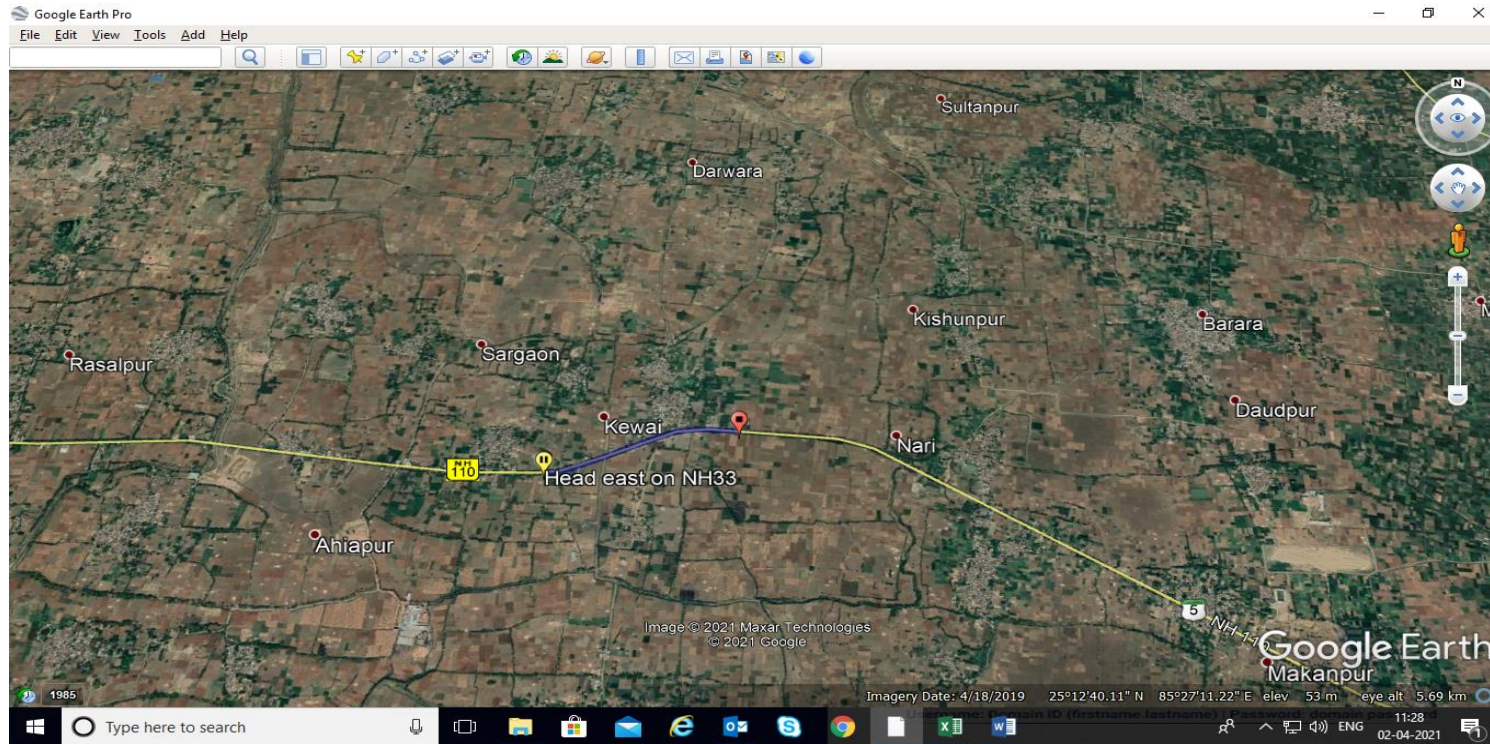 Google Earth Pro
File Edit View Tools Add Help
N
Sultanpur
Darwara
Kishunpur
Barara
Sargaon
Rasalpur
Daudpur
Kewai
Nari
NH
110
Head east on NH33
Ahiapur
5
Image © 2021 Maxar Technologies
© 2021 Google
Google Earth
Makanpur
1985
Imagery Date: 4/18/2019 25°12'40.11" N 85°27'11.22" E elev 53 m eye alt 5.69 km
Type here to search
ENG
11:28
02-04-2021
1